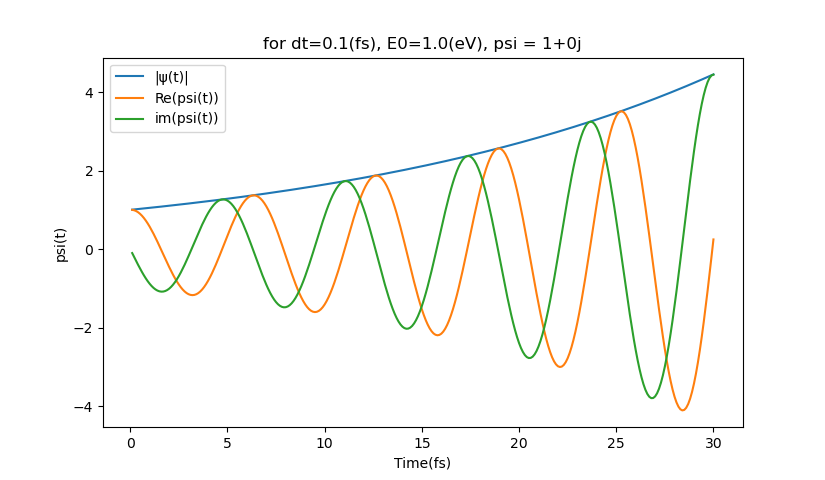 for dt=0.1(fs), E0=1.0(eV), psi = 1+0j
|ψ(t)|
Re(psi(t))
im(psi(t))
4
2
0
−2
−4
psi(t)
0 5 10 15 20 25 30
Time(fs)